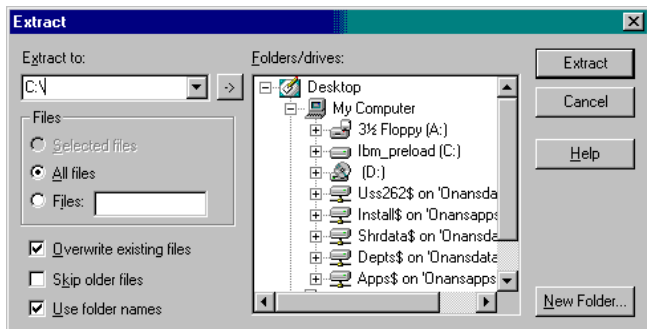 Extract
Extract to:
C:\
->
Files
Selected files
All files
Files:
Overwrite existing files
Skip older files
Use folder names
Folders/drives:
Desktop
My Computer
3½ Floppy (A:)
Ibm_preload (C:)
(D:)
Uss262$ on 'Onansda
Install$ on 'Onansapps
Shrdata$ on 'Onansda
Depts$ on 'Onansdata
Apps$ on 'Onansapps
Extract
Cancel
Help
New Folder...